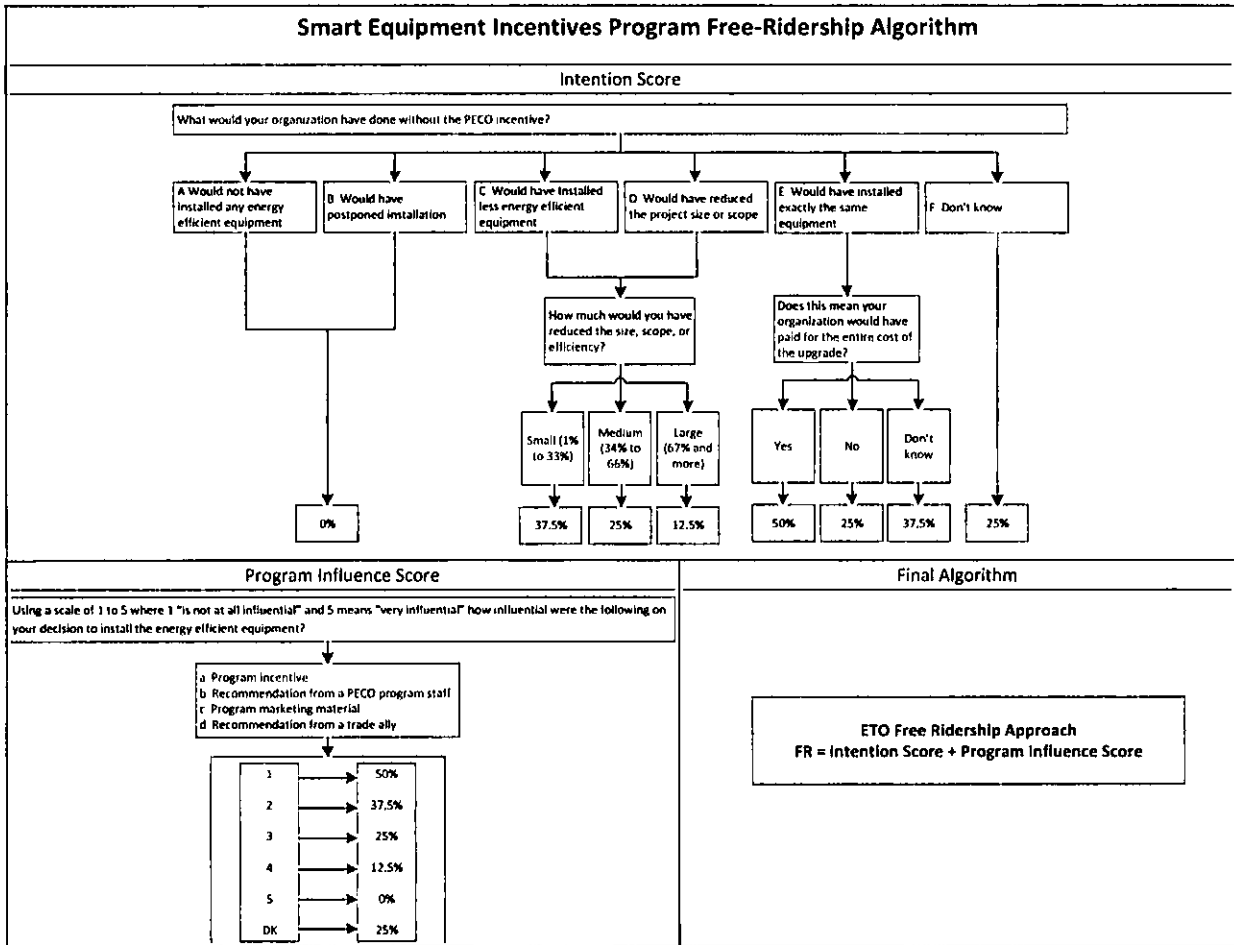 Smart Equipment Incentives Program Free-Ridership Algorithm
Intention Score
What would your organization have done without the PECO incentive?
A Would not have
installed any energy
efficient equipment
B Would have
postponed installation
C Would have installed
less energy efficient
equipment
D Would have reduced
the project size or scope
E Would have installed
exactly the same
equipment
F Don't know
How much would you have
reduced the size, scope, or
efficiency?
Does this mean your
organization would have
paid for the entire cost of
the upgrade?
Small (1%
to 33%)
Medium
(34% to
66%)
Large
(67% and
more)
Yes
No
Don't
know
0%
37.5%
25%
12.5%
50%
25%
37.5%
25%
Program Influence Score
Using a scale of 1 to 5 where 1 "is not at all influential" and 5 means "very influential" how influential were the following on
your decision to install the energy efficient equipment?
a Program incentive
b Recommendation from a PECO program staff
c Program marketing material
d Recommendation from a trade ally
1 50%
2 37.5%
3 25%
4 12.5%
5 0%
DK 25%
Final Algorithm
ETO Free Ridership Approach
FR = Intention Score + Program Influence Score